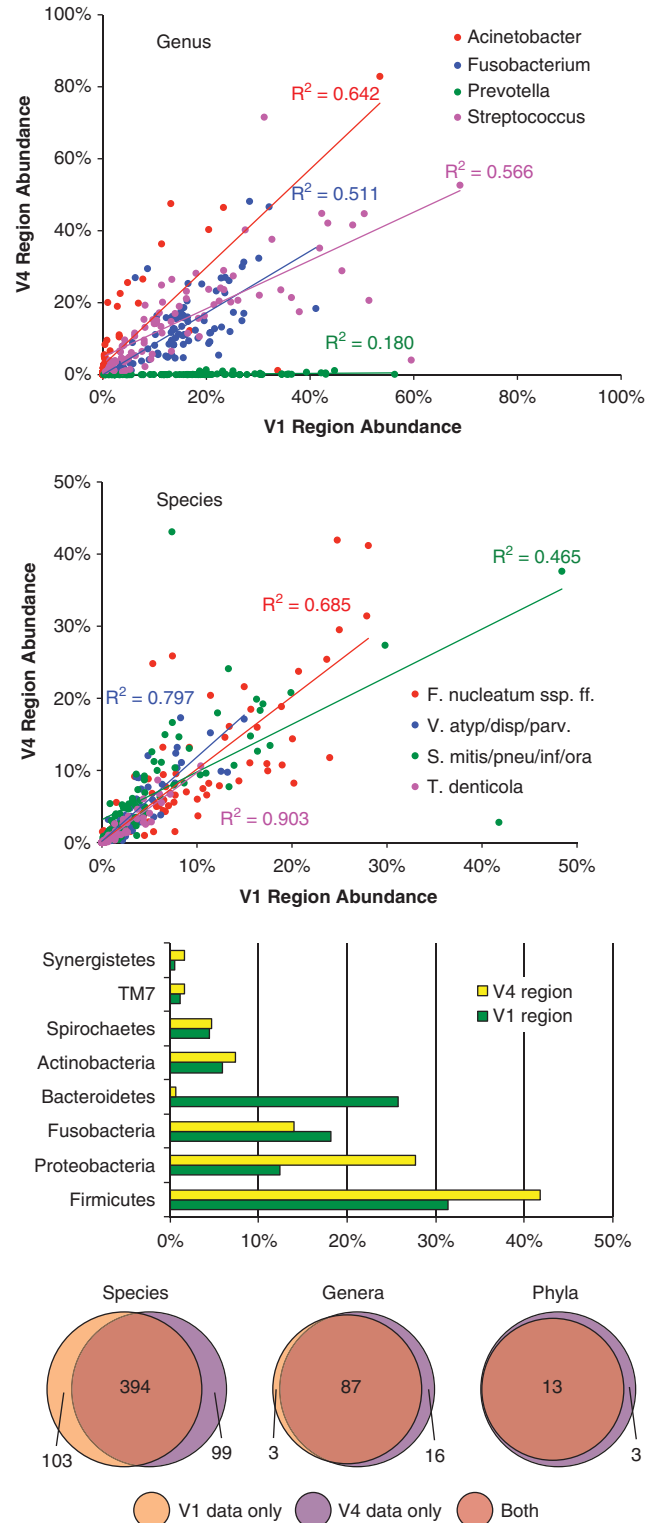 Genus
Acinetobacter
Fusobacterium
Prevotella
Streptococcus
R² = 0.642
R² = 0.511
R² = 0.566
R² = 0.180
V4 Region Abundance
100%
80%
60%
40%
20%
0%
0% 20% 40% 60% 80% 100%
V1 Region Abundance
Species
R² = 0.465
R² = 0.685
R² = 0.797
R² = 0.903
F. nucleatum ssp. ff.
V. atyp/disp/parv.
S. mitis/pneu/inf/ora
T. denticola
V4 Region Abundance
50%
40%
30%
20%
10%
0%
0% 10% 20% 30% 40% 50%
V1 Region Abundance
Synergistetes
TM7
Spirochaetes
Actinobacteria
Bacteroidetes
Fusobacteria
Proteobacteria
Firmicutes
V4 region
V1 region
0% 10% 20% 30% 40% 50%
Species Genera Phyla
394 87 13
103 99 3 16 3
V1 data only V4 data only Both